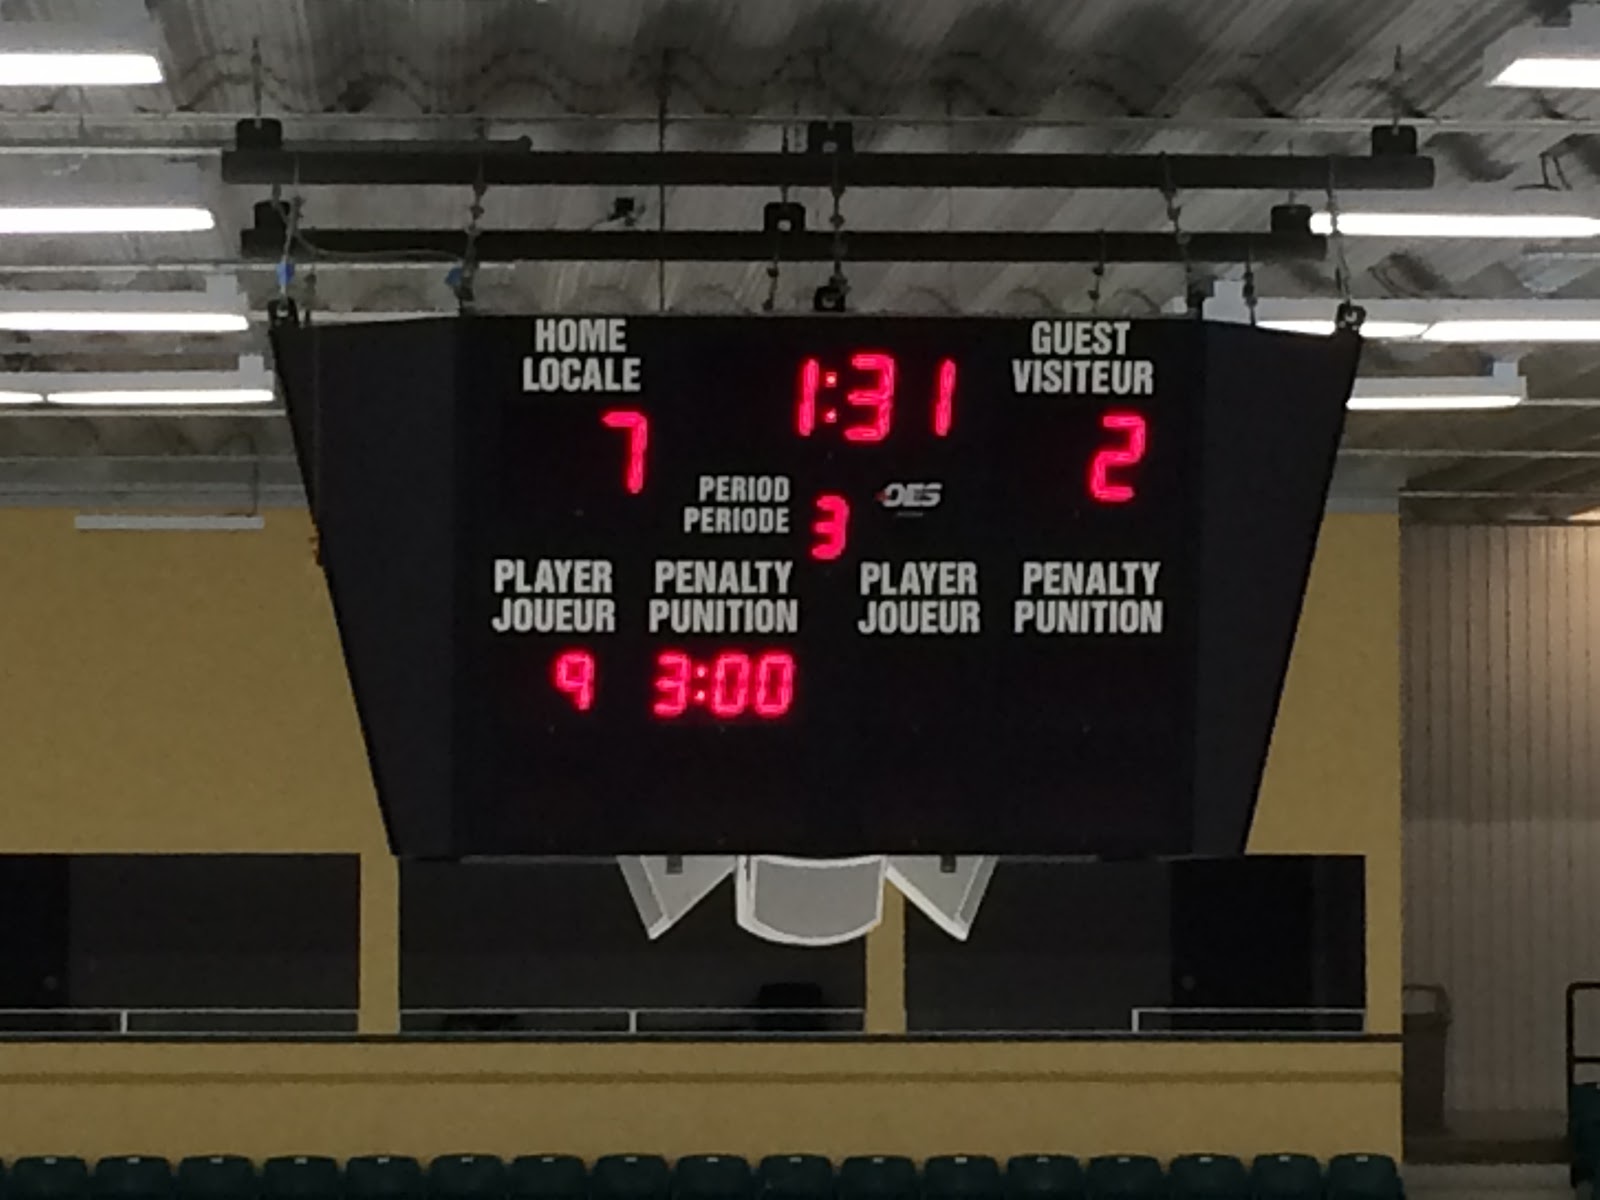 HOME
LOCALE
1:31
GUEST
VISITEUR
7
2
PERIOD
PERIODE
3
OES
PLAYER
JOUEUR
PENALTY
PUNITION
PLAYER
JOUEUR
PENALTY
PUNITION
9
3:00